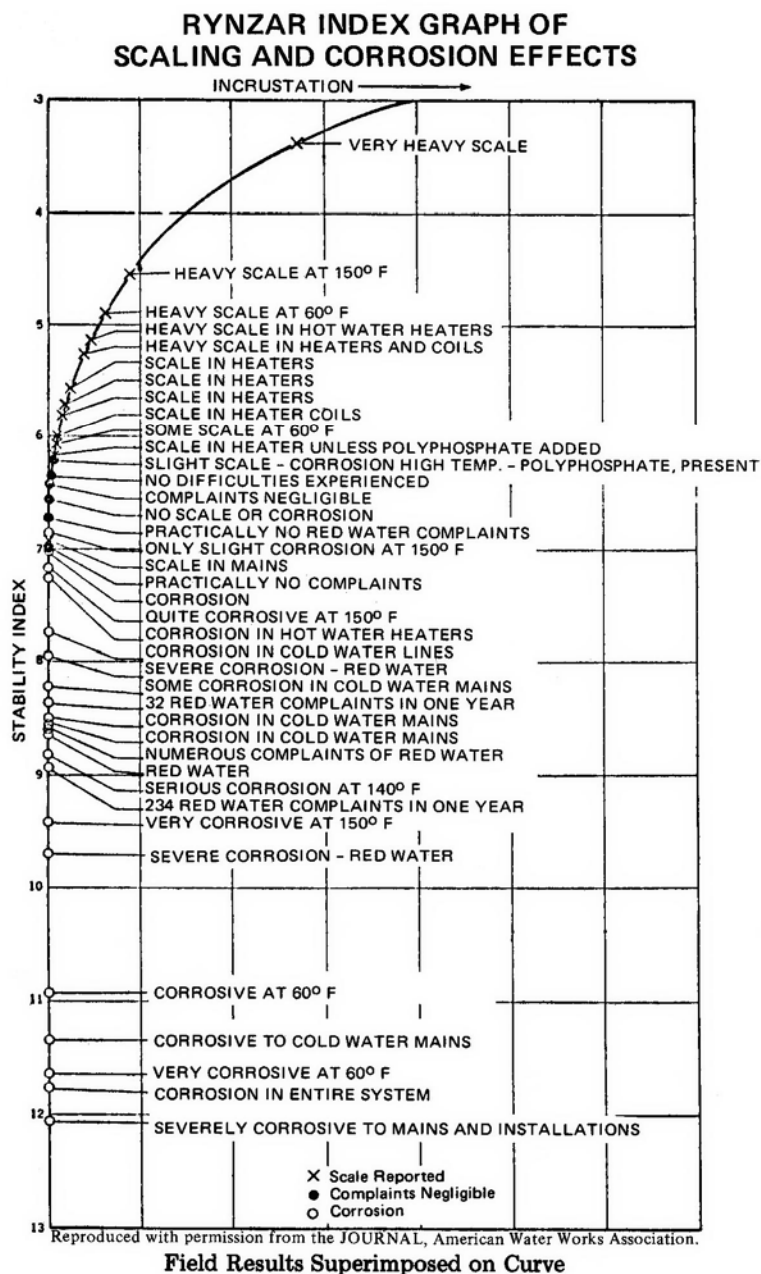 RYNZAR INDEX GRAPH OF
SCALING AND CORROSION EFFECTS
INCRUSTATION
3
VERY HEAVY SCALE
4
HEAVY SCALE AT 150º F
HEAVY SCALE AT 60º F
5
HEAVY SCALE IN HOT WATER HEATERS
HEAVY SCALE IN HEATERS AND COILS
SCALE IN HEATERS
SCALE IN HEATERS
SCALE IN HEATERS
SCALE IN HEATER COILS
6
SOME SCALE AT 60º F
SCALE IN HEATER UNLESS POLYPHOSPHATE ADDED
SLIGHT SCALE – CORROSION HIGH TEMP. – POLYPHOSPHATE, PRESENT
NO DIFFICULTIES EXPERIENCED
COMPLAINTS NEGLIGIBLE
NO SCALE OR CORROSION
PRACTICALLY NO RED WATER COMPLAINTS
7
ONLY SLIGHT CORROSION AT 150º F
SCALE IN MAINS
PRACTICALLY NO COMPLAINTS
CORROSION
QUITE CORROSIVE AT 150º F
CORROSION IN HOT WATER HEATERS
CORROSION IN COLD WATER LINES
8
SEVERE CORROSION – RED WATER
SOME CORROSION IN COLD WATER MAINS
32 RED WATER COMPLAINTS IN ONE YEAR
CORROSION IN COLD WATER MAINS
CORROSION IN COLD WATER MAINS
NUMEROUS COMPLAINTS OF RED WATER
RED WATER
9
SERIOUS CORROSION AT 140º F
234 RED WATER COMPLAINTS IN ONE YEAR
VERY CORROSIVE AT 150º F
SEVERE CORROSION – RED WATER
10
CORROSIVE AT 60º F
11
CORROSIVE TO COLD WATER MAINS
VERY CORROSIVE AT 60º F
CORROSION IN ENTIRE SYSTEM
12
SEVERELY CORROSIVE TO MAINS AND INSTALLATIONS
STABILITY INDEX
X Scale Reported
● Complaints Negligible
○ Corrosion
13
Reproduced with permission from the JOURNAL, American Water Works Association.
Field Results Superimposed on Curve